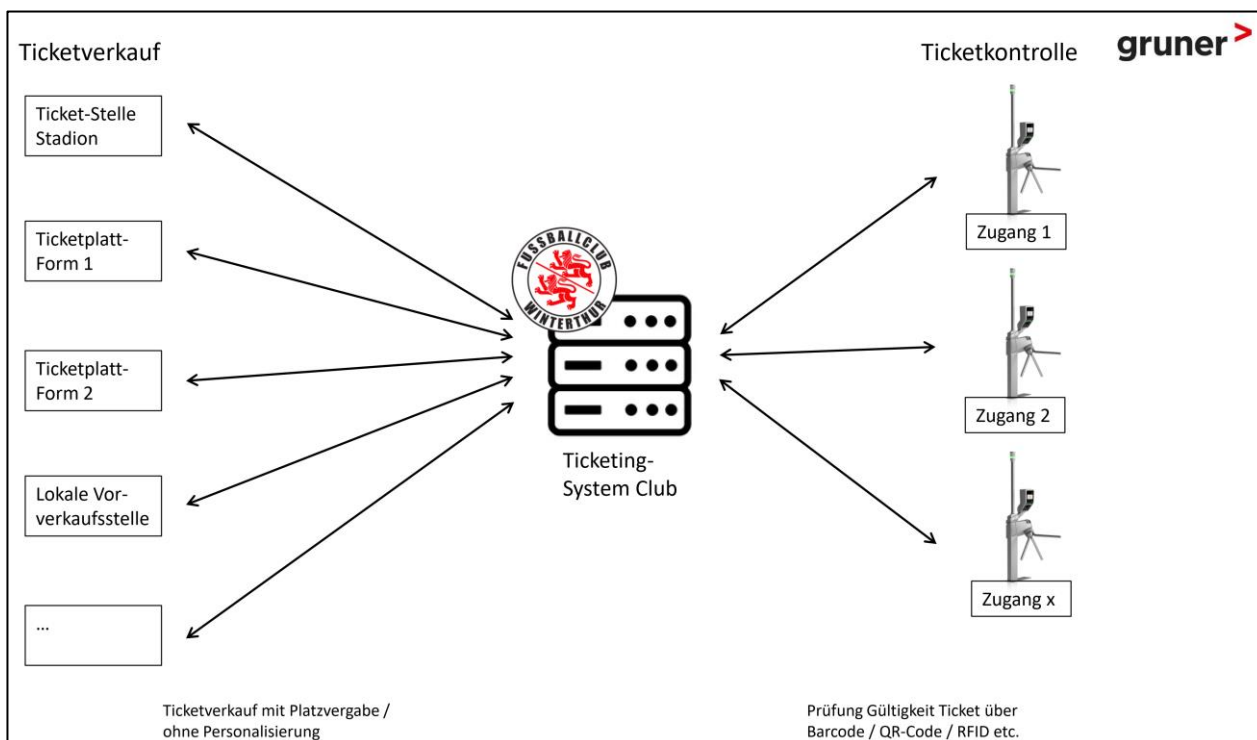 Ticketverkauf
Ticketkontrolle
gruner >
Ticket-Stelle
Stadion
Ticketplatt-
Form 1
Ticketplatt-
Form 2
Lokale Vor-
verkaufsstelle
...
FUSSBALLCLUB
WINTERTHUR
Ticketing-
System Club
Zugang 1
Zugang 2
Zugang x
Ticketverkauf mit Platzvergabe /
ohne Personalisierung
Prüfung Gültigkeit Ticket über
Barcode / QR-Code / RFID etc.